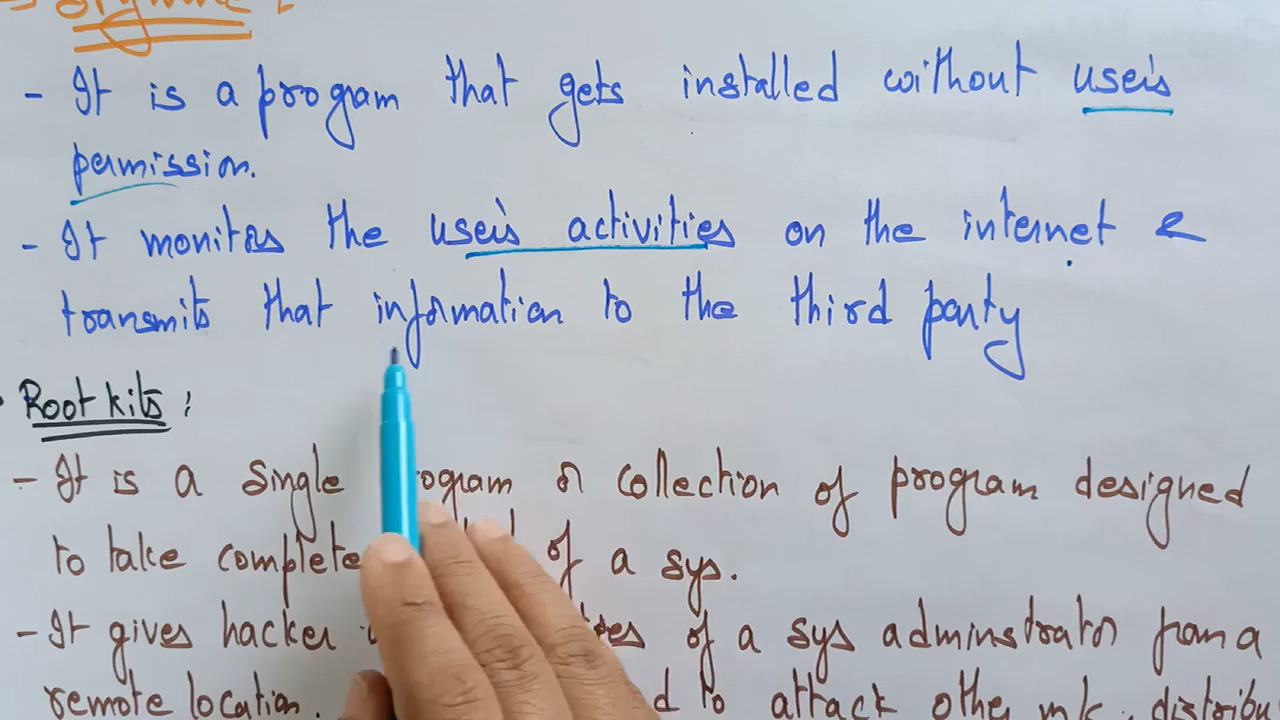 - It is a program that gets installed without user's
permission.
- It monitors the user's activities on the internet &
transmits that information to the third party
• Root kits :
- It is a single program or collection of program designed
to take complete of a sys.
- It gives hacker of a sys adminstrator from a
remote location. to attack other distribu